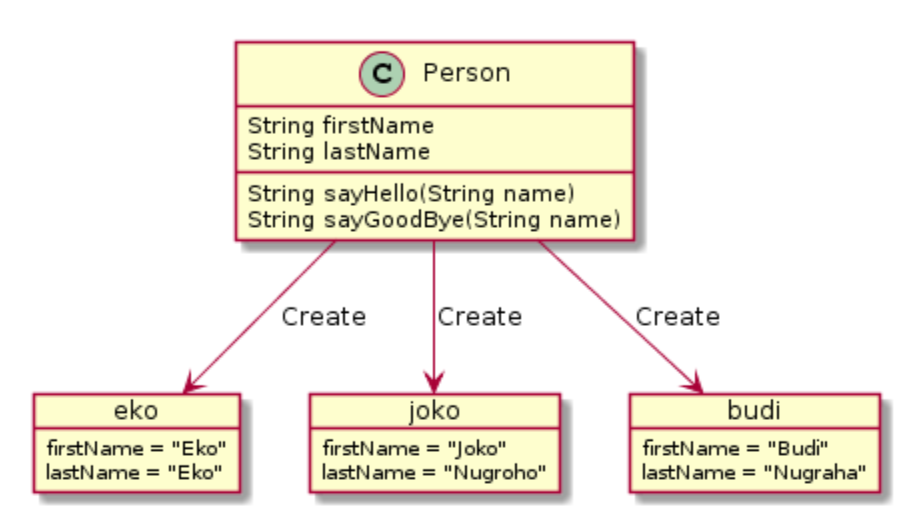 C Person
String firstName
String lastName
String sayHello(String name)
String sayGoodBye(String name)
Create Create Create
eko
firstName = "Eko"
lastName = "Eko"
joko
firstName = "Joko"
lastName = "Nugroho"
budi
firstName = "Budi"
lastName = "Nugraha"